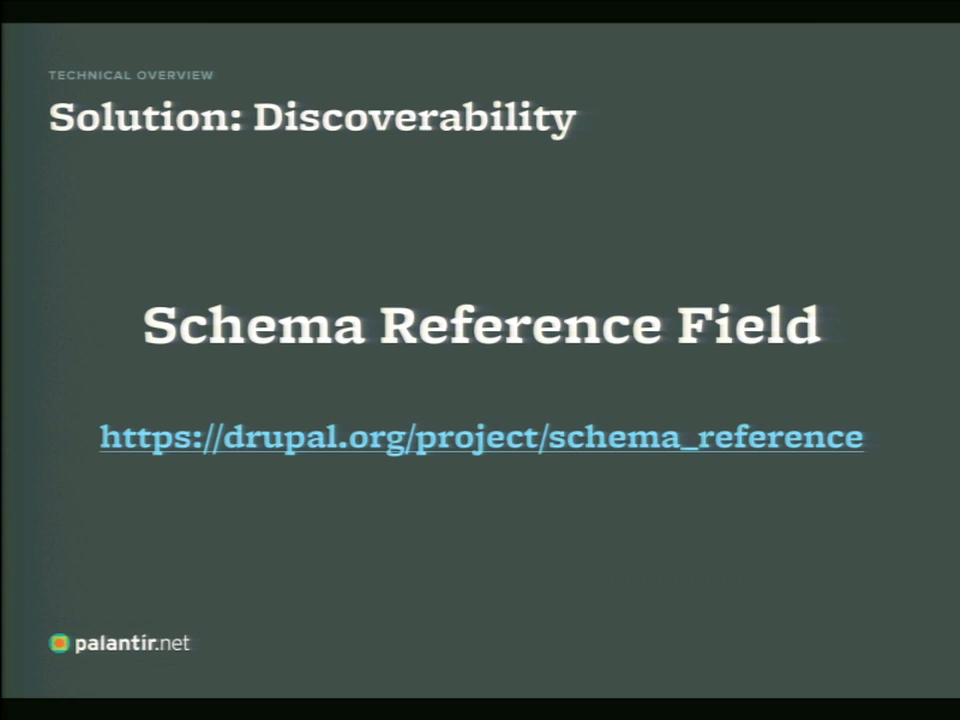 TECHNICAL OVERVIEW
Solution: Discoverability
Schema Reference Field
https://drupal.org/project/schema_reference
palantir.net